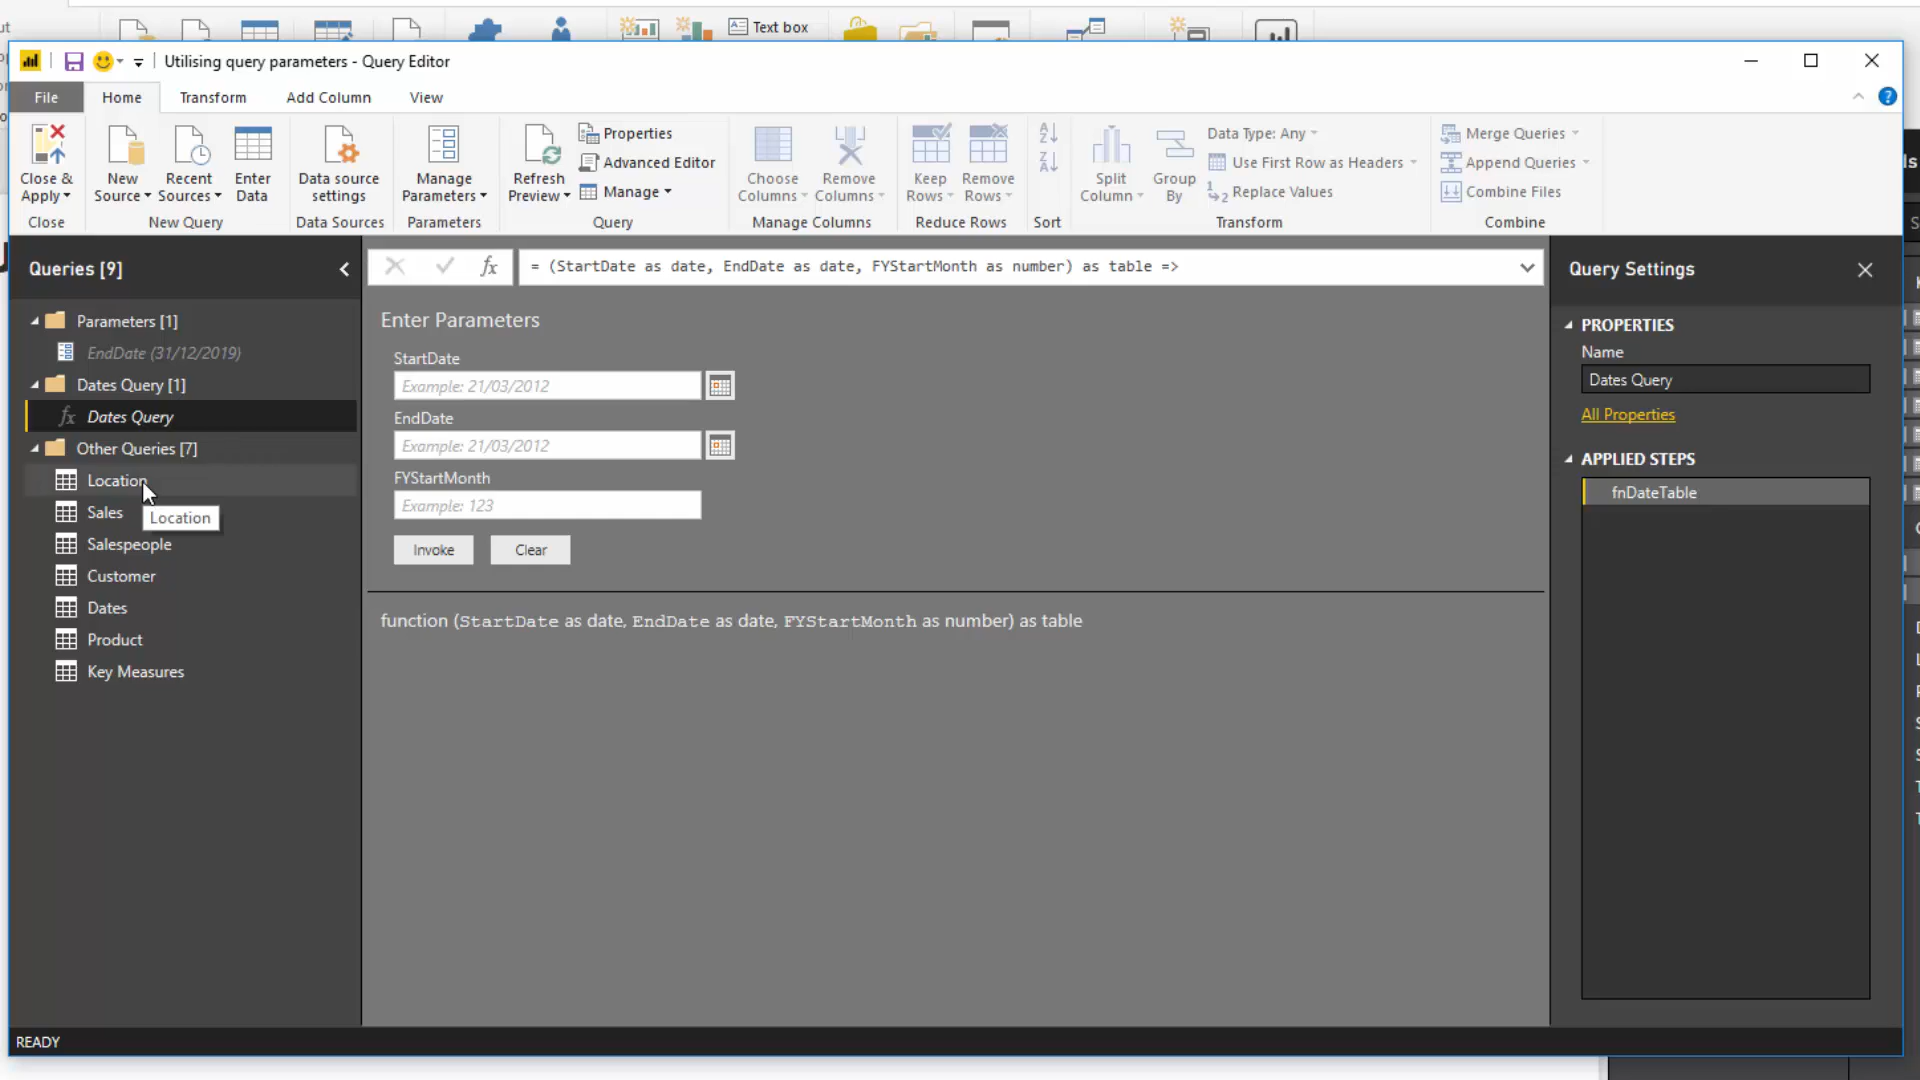 Text box
Utilising query parameters - Query Editor
File
Home
Transform
Add Column
View
Close &
Apply
New
Source
Recent
Sources
Enter
Data
Data source
settings
Manage
Parameters
Refresh
Preview
Properties
Advanced Editor
Manage
Choose
Columns
Remove
Columns
Keep
Rows
Remove
Rows
Split
Column
Group
By
Data Type: Any
Use First Row as Headers
Replace Values
Merge Queries
Append Queries
Combine Files
Close
New Query
Data Sources
Parameters
Query
Manage Columns
Reduce Rows
Sort
Transform
Combine
Queries [9]
Parameters [1]
EndDate (31/12/2019)
Dates Query [1]
Dates Query
Other Queries [7]
Location
Sales
Location
Salespeople
Customer
Dates
Product
Key Measures
= (StartDate as date, EndDate as date, FYStartMonth as number) as table =>
Enter Parameters
StartDate
Example: 21/03/2012
EndDate
Example: 21/03/2012
FYStartMonth
Example: 123
Invoke
Clear
function (StartDate as date, EndDate as date, FYStartMonth as number) as table
Query Settings
PROPERTIES
Name
Dates Query
All Properties
APPLIED STEPS
fnDateTable
READY